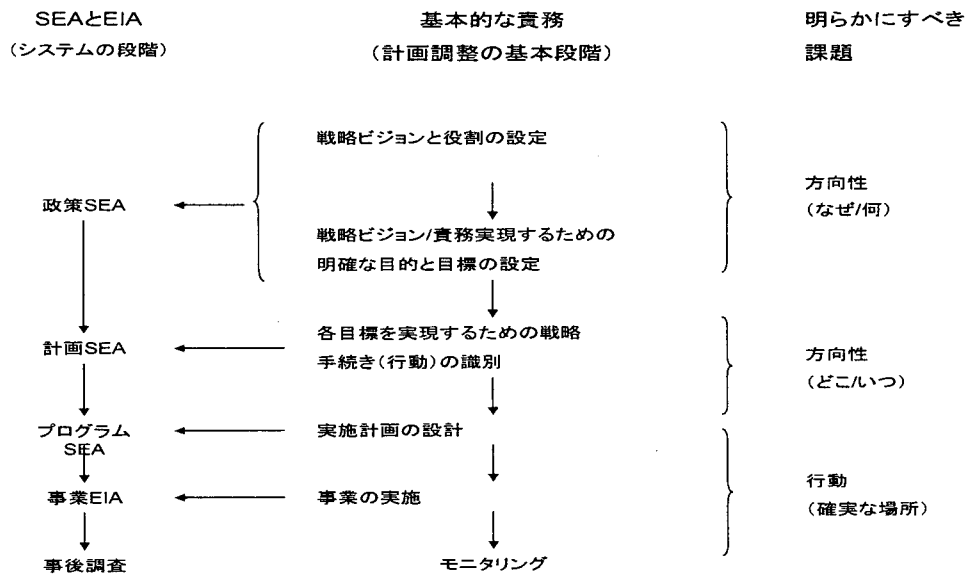 SEAとEIA
(システムの段階)
基本的な責務
(計画調整の基本段階)
明らかにすべき
課題
戦略ビジョンと役割の設定
政策SEA
方向性
(なぜ/何)
戦略ビジョン/責務実現するための
明確な目的と目標の設定
計画SEA
各目標を実現するための戦略
手続き(行動)の識別
方向性
(どこ/いつ)
プログラム
SEA
実施計画の設計
事業EIA
事業の実施
行動
(確実な場所)
事後調査
モニタリング